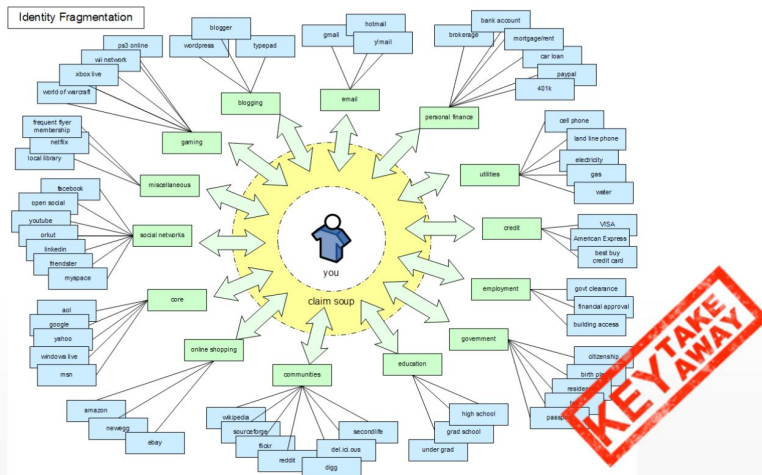 Identity Fragmentation
blogger
wordpress
typepad
blogging
hotmail
gmail
y!mail
email
bank account
brokerage
mortgage/rent
car loan
paypal
401k
personal finance
ps3 online
wii network
xbox live
world of warcraft
gaming
frequent flyer
membership
netflix
local library
miscellaneous
cell phone
land line phone
electricity
gas
water
utilities
facebook
open social
youtube
orkut
linkedin
friendster
myspace
social networks
VISA
American Express
best buy
credit card
credit
you
claim soup
aol
google
yahoo
windows live
msn
core
govt clearance
financial approval
building access
employment
online shopping
amazon
newegg
ebay
communities
wikipedia
sourceforge
flickr
reddit
digg
del.ici.ous
secondlife
education
high school
grad school
under grad
government
citizenship
KEY TAKE
AWAY